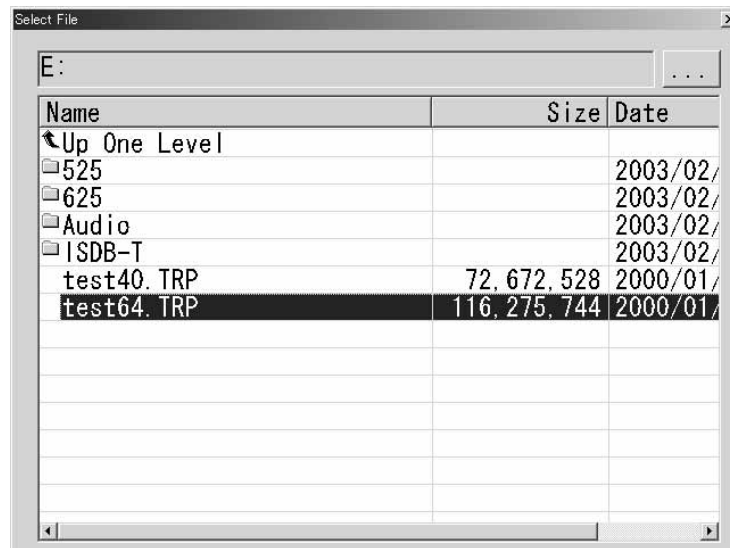 Select File
E:
...
Name Size Date
Up One Level
525 2003/02/
625 2003/02/
Audio 2003/02/
ISDB-T 2003/02/
test40.TRP 72,672,528 2000/01/
test64.TRP 116,275,744 2000/01/